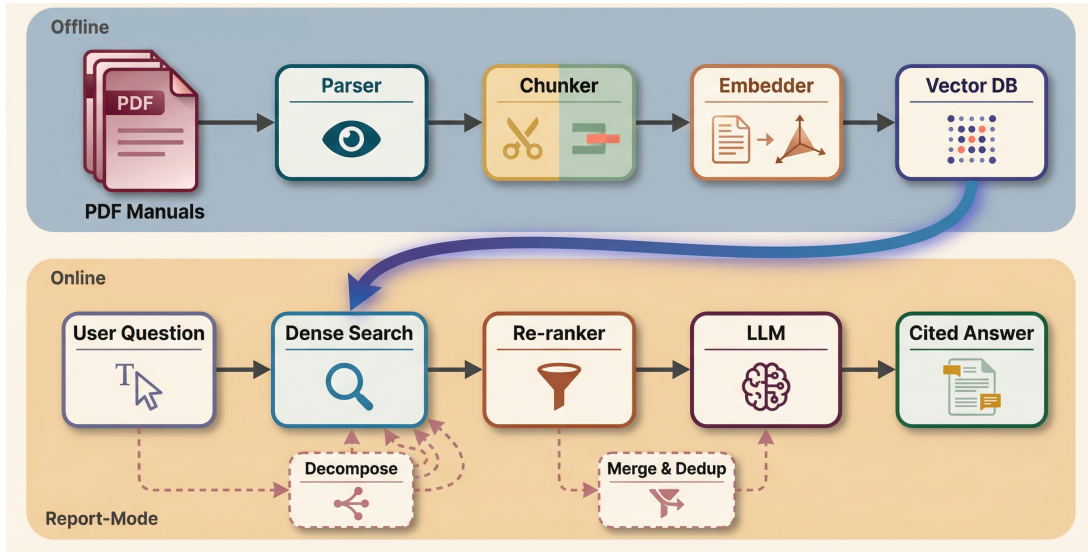 Offline
PDF
PDF Manuals
Parser
Chunker
Embedder
Vector DB
Online
User Question
T
Dense Search
Re-ranker
LLM
Cited Answer
Decompose
Merge & Dedup
Report-Mode